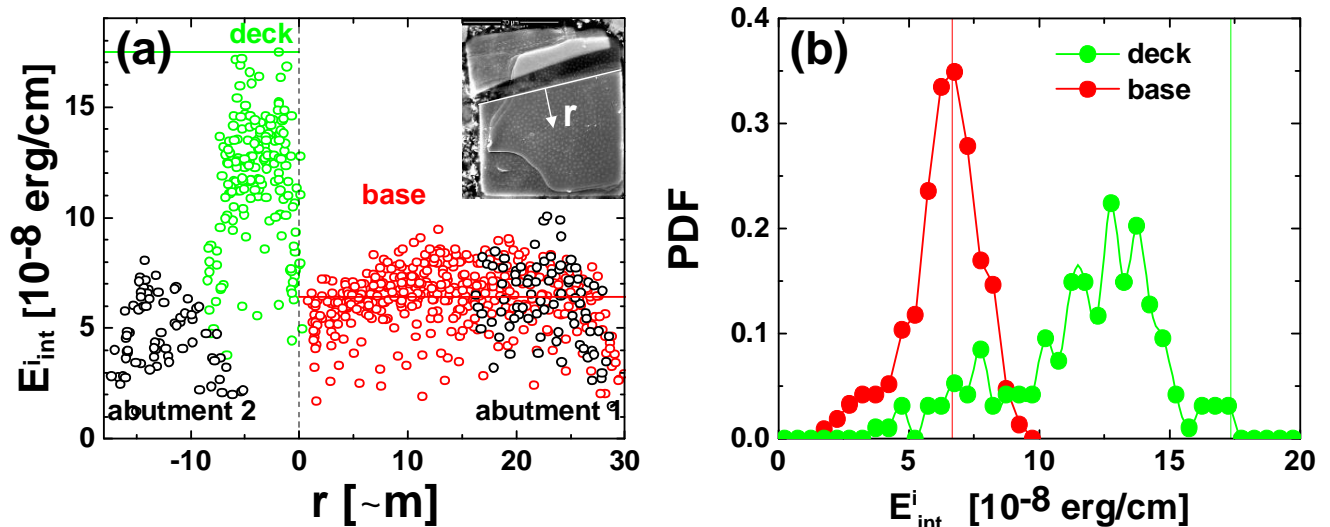 (a)
deck
r
base
abutment 2
abutment 1
E^i_int [10^-8 erg/cm]
0
5
10
15
-10
0
10
20
30
r [~m]
(b)
deck
base
PDF
0.0
0.1
0.2
0.3
0.4
0
5
10
15
20
E^i_int [10^-8 erg/cm]